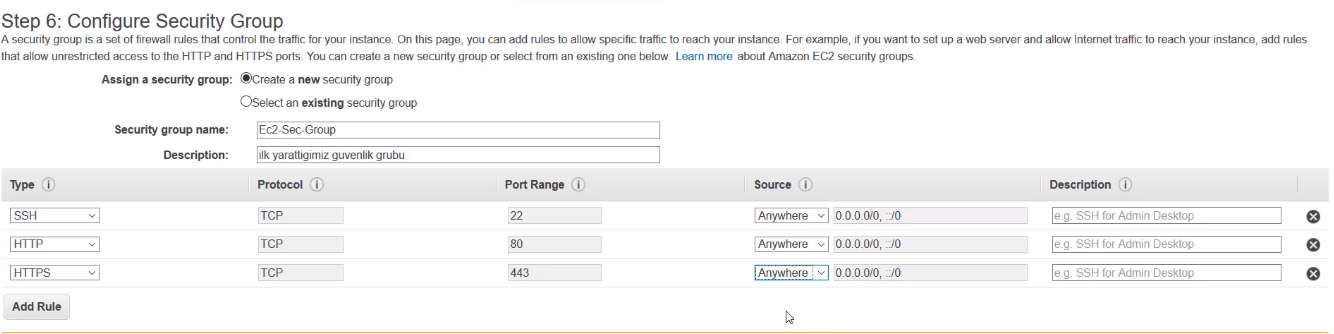 Step 6: Configure Security Group
A security group is a set of firewall rules that control the traffic for your instance. On this page, you can add rules to allow specific traffic to reach your instance. For example, if you want to set up a web server and allow Internet traffic to reach your instance, add rules
that allow unrestricted access to the HTTP and HTTPS ports. You can create a new security group or select from an existing one below. Learn more about Amazon EC2 security groups.
Assign a security group: Create a new security group
Select an existing security group
Security group name: Ec2-Sec-Group
Description: ilk yarattigimiz guvenlik grubu
Type i Protocol i Port Range i Source i Description i
SSH TCP 22 Anywhere 0.0.0.0/0, ::/0 e.g. SSH for Admin Desktop
HTTP TCP 80 Anywhere 0.0.0.0/0, ::/0 e.g. SSH for Admin Desktop
HTTPS TCP 443 Anywhere 0.0.0.0/0, ::/0 e.g. SSH for Admin Desktop
Add Rule